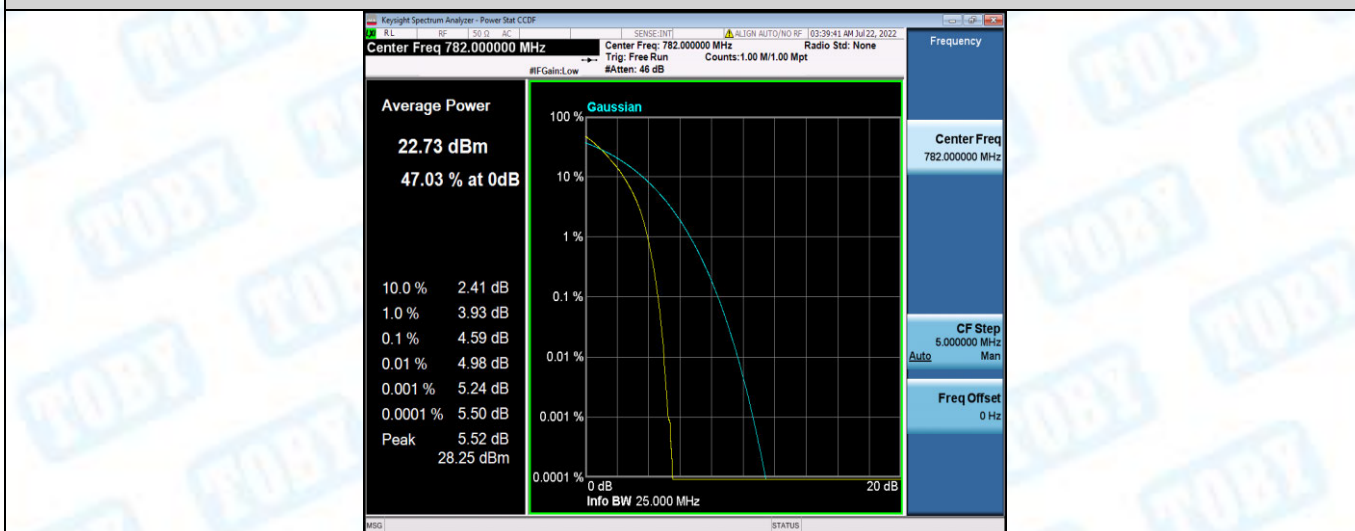 Keysight Spectrum Analyzer - Power Stat CCDF
RL RF 50 Ω AC SENSE:INT ALIGN AUTO/NO RF 03:39:41 AM Jul 22, 2022
Center Freq 782.000000 MHz
Center Freq: 782.000000 MHz Radio Std: None
Trig: Free Run Counts:1.00 M/1.00 Mpt
#IFGain:Low #Atten: 46 dB
Average Power
22.73 dBm
47.03 % at 0dB
10.0 % 2.41 dB
1.0 % 3.93 dB
0.1 % 4.59 dB
0.01 % 4.98 dB
0.001 % 5.24 dB
0.0001 % 5.50 dB
Peak 5.52 dB
28.25 dBm
Gaussian
100 %
10 %
1 %
0.1 %
0.01 %
0.001 %
0.0001 %
0 dB 20 dB
Info BW 25.000 MHz
Frequency
Center Freq
782.000000 MHz
CF Step
5.000000 MHz
Auto Man
Freq Offset
0 Hz
MSG STATUS
TOBY
TOBY
TOBY
TOBY
TOBY
TOBY
TOBY
TOBY